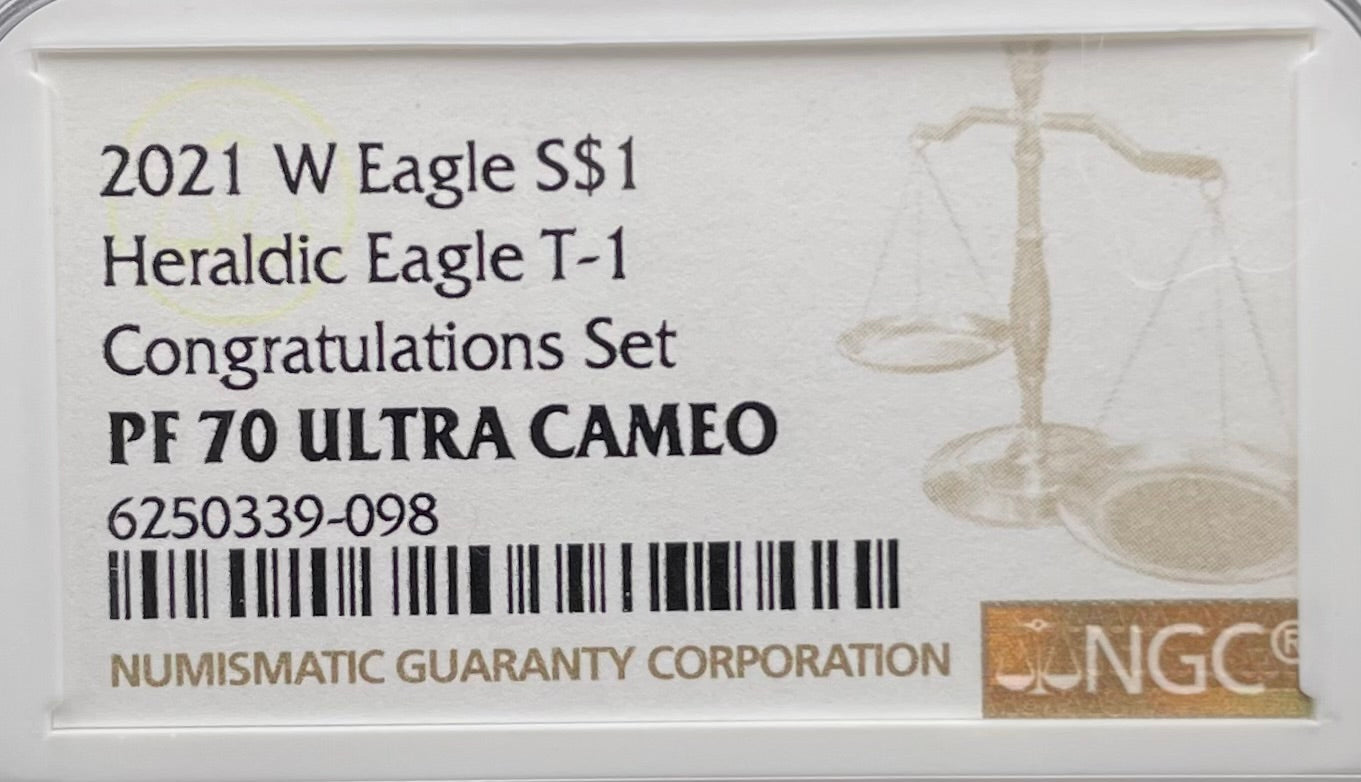 2021 W Eagle S$1
Heraldic Eagle T-1
Congratulations Set
PF 70 ULTRA CAMEO
6250339-098
NUMISMATIC GUARANTY CORPORATION
NGC®